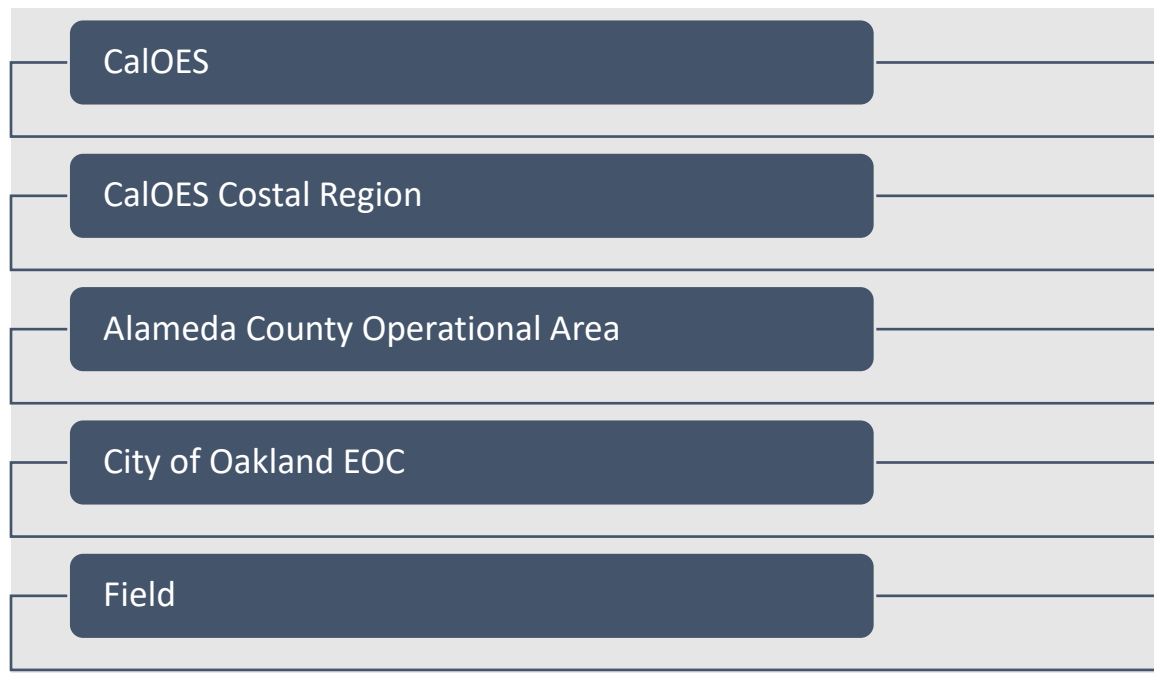 CalOES
CalOES Costal Region
Alameda County Operational Area
City of Oakland EOC
Field